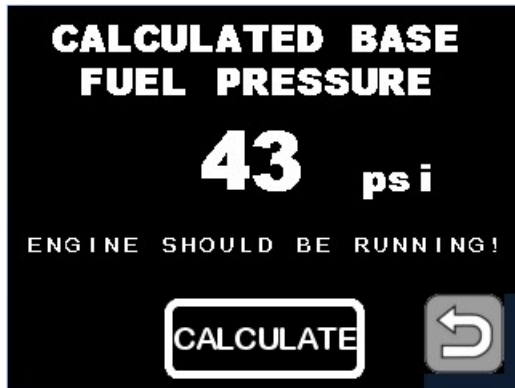 CALCULATED BASE
FUEL PRESSURE
43 psi
ENGINE SHOULD BE RUNNING!
CALCULATE